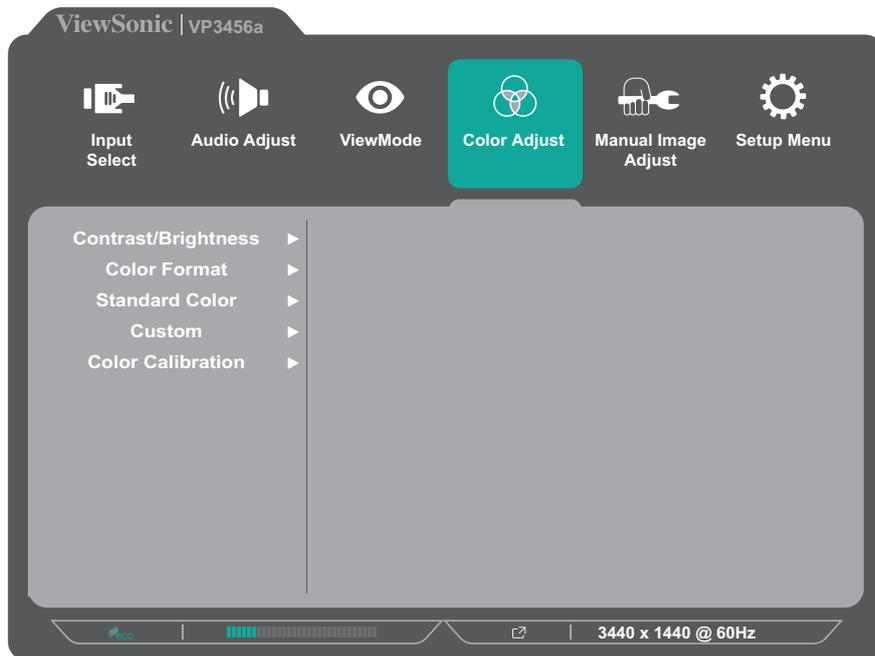 ViewSonic | VP3456a
Input Select
Audio Adjust
ViewMode
Color Adjust
Manual Image Adjust
Setup Menu
Contrast/Brightness
Color Format
Standard Color
Custom
Color Calibration
eco
3440 x 1440 @ 60Hz